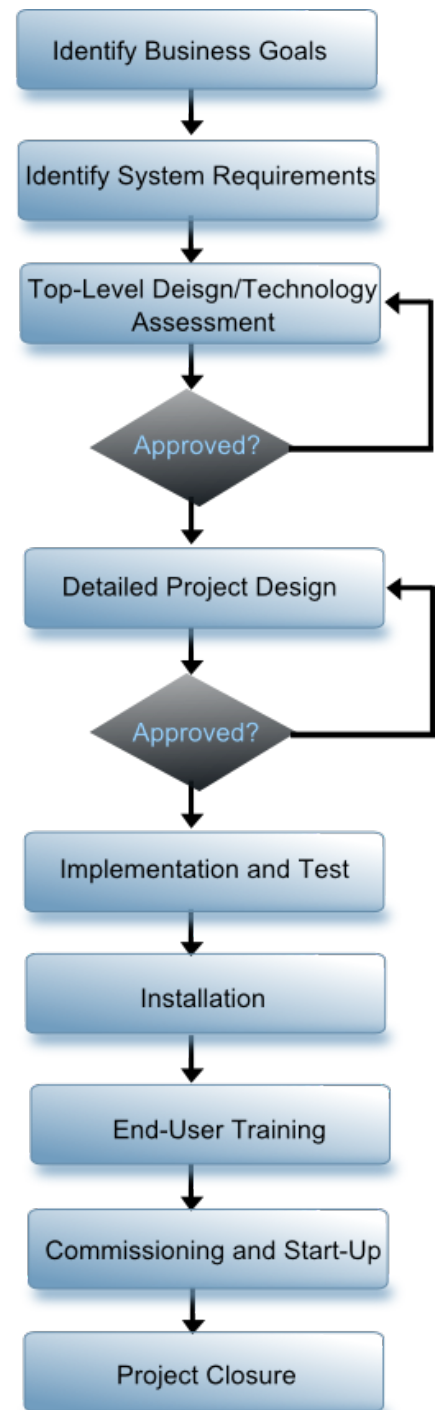 Identify Business Goals
Identify System Requirements
Top-Level Deisgn/Technology
Assessment
Approved?
Detailed Project Design
Approved?
Implementation and Test
Installation
End-User Training
Commissioning and Start-Up
Project Closure